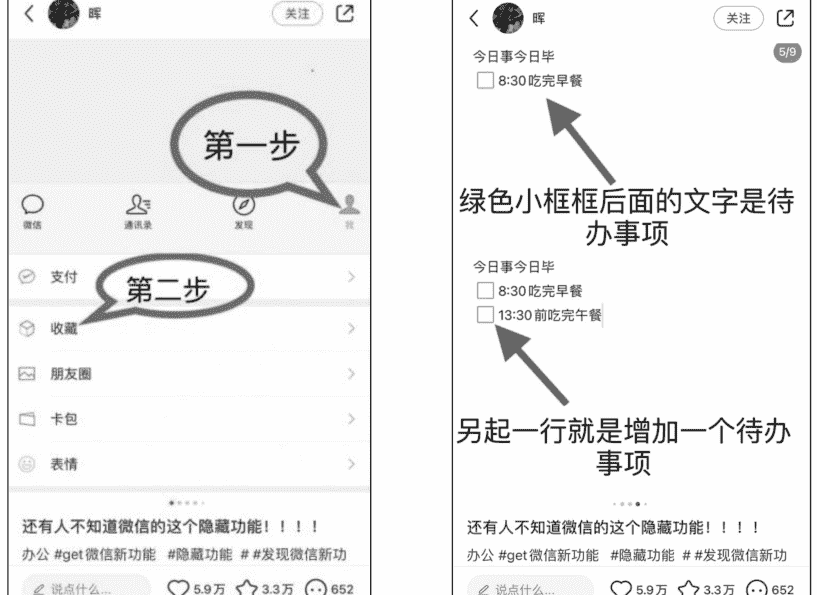 晖
关注
第一步
微信
通讯录
发现
我
支付
第二步
收藏
朋友圈
卡包
表情
还有人不知道微信的这个隐藏功能！！！！
办公 #get微信新功能 #隐藏功能 # #发现微信新功
说点什么...
5.9万
3.3万
652
晖
关注
今日事今日毕
5/9
8:30吃完早餐
绿色小框框后面的文字是待
办事项
今日事今日毕
8:30吃完早餐
13:30前吃完午餐
另起一行就是增加一个待办
事项
还有人不知道微信的这个隐藏功能！！！！
办公 #get微信新功能 #隐藏功能 # #发现微信新功
说点什么...
5.9万
3.3万
652